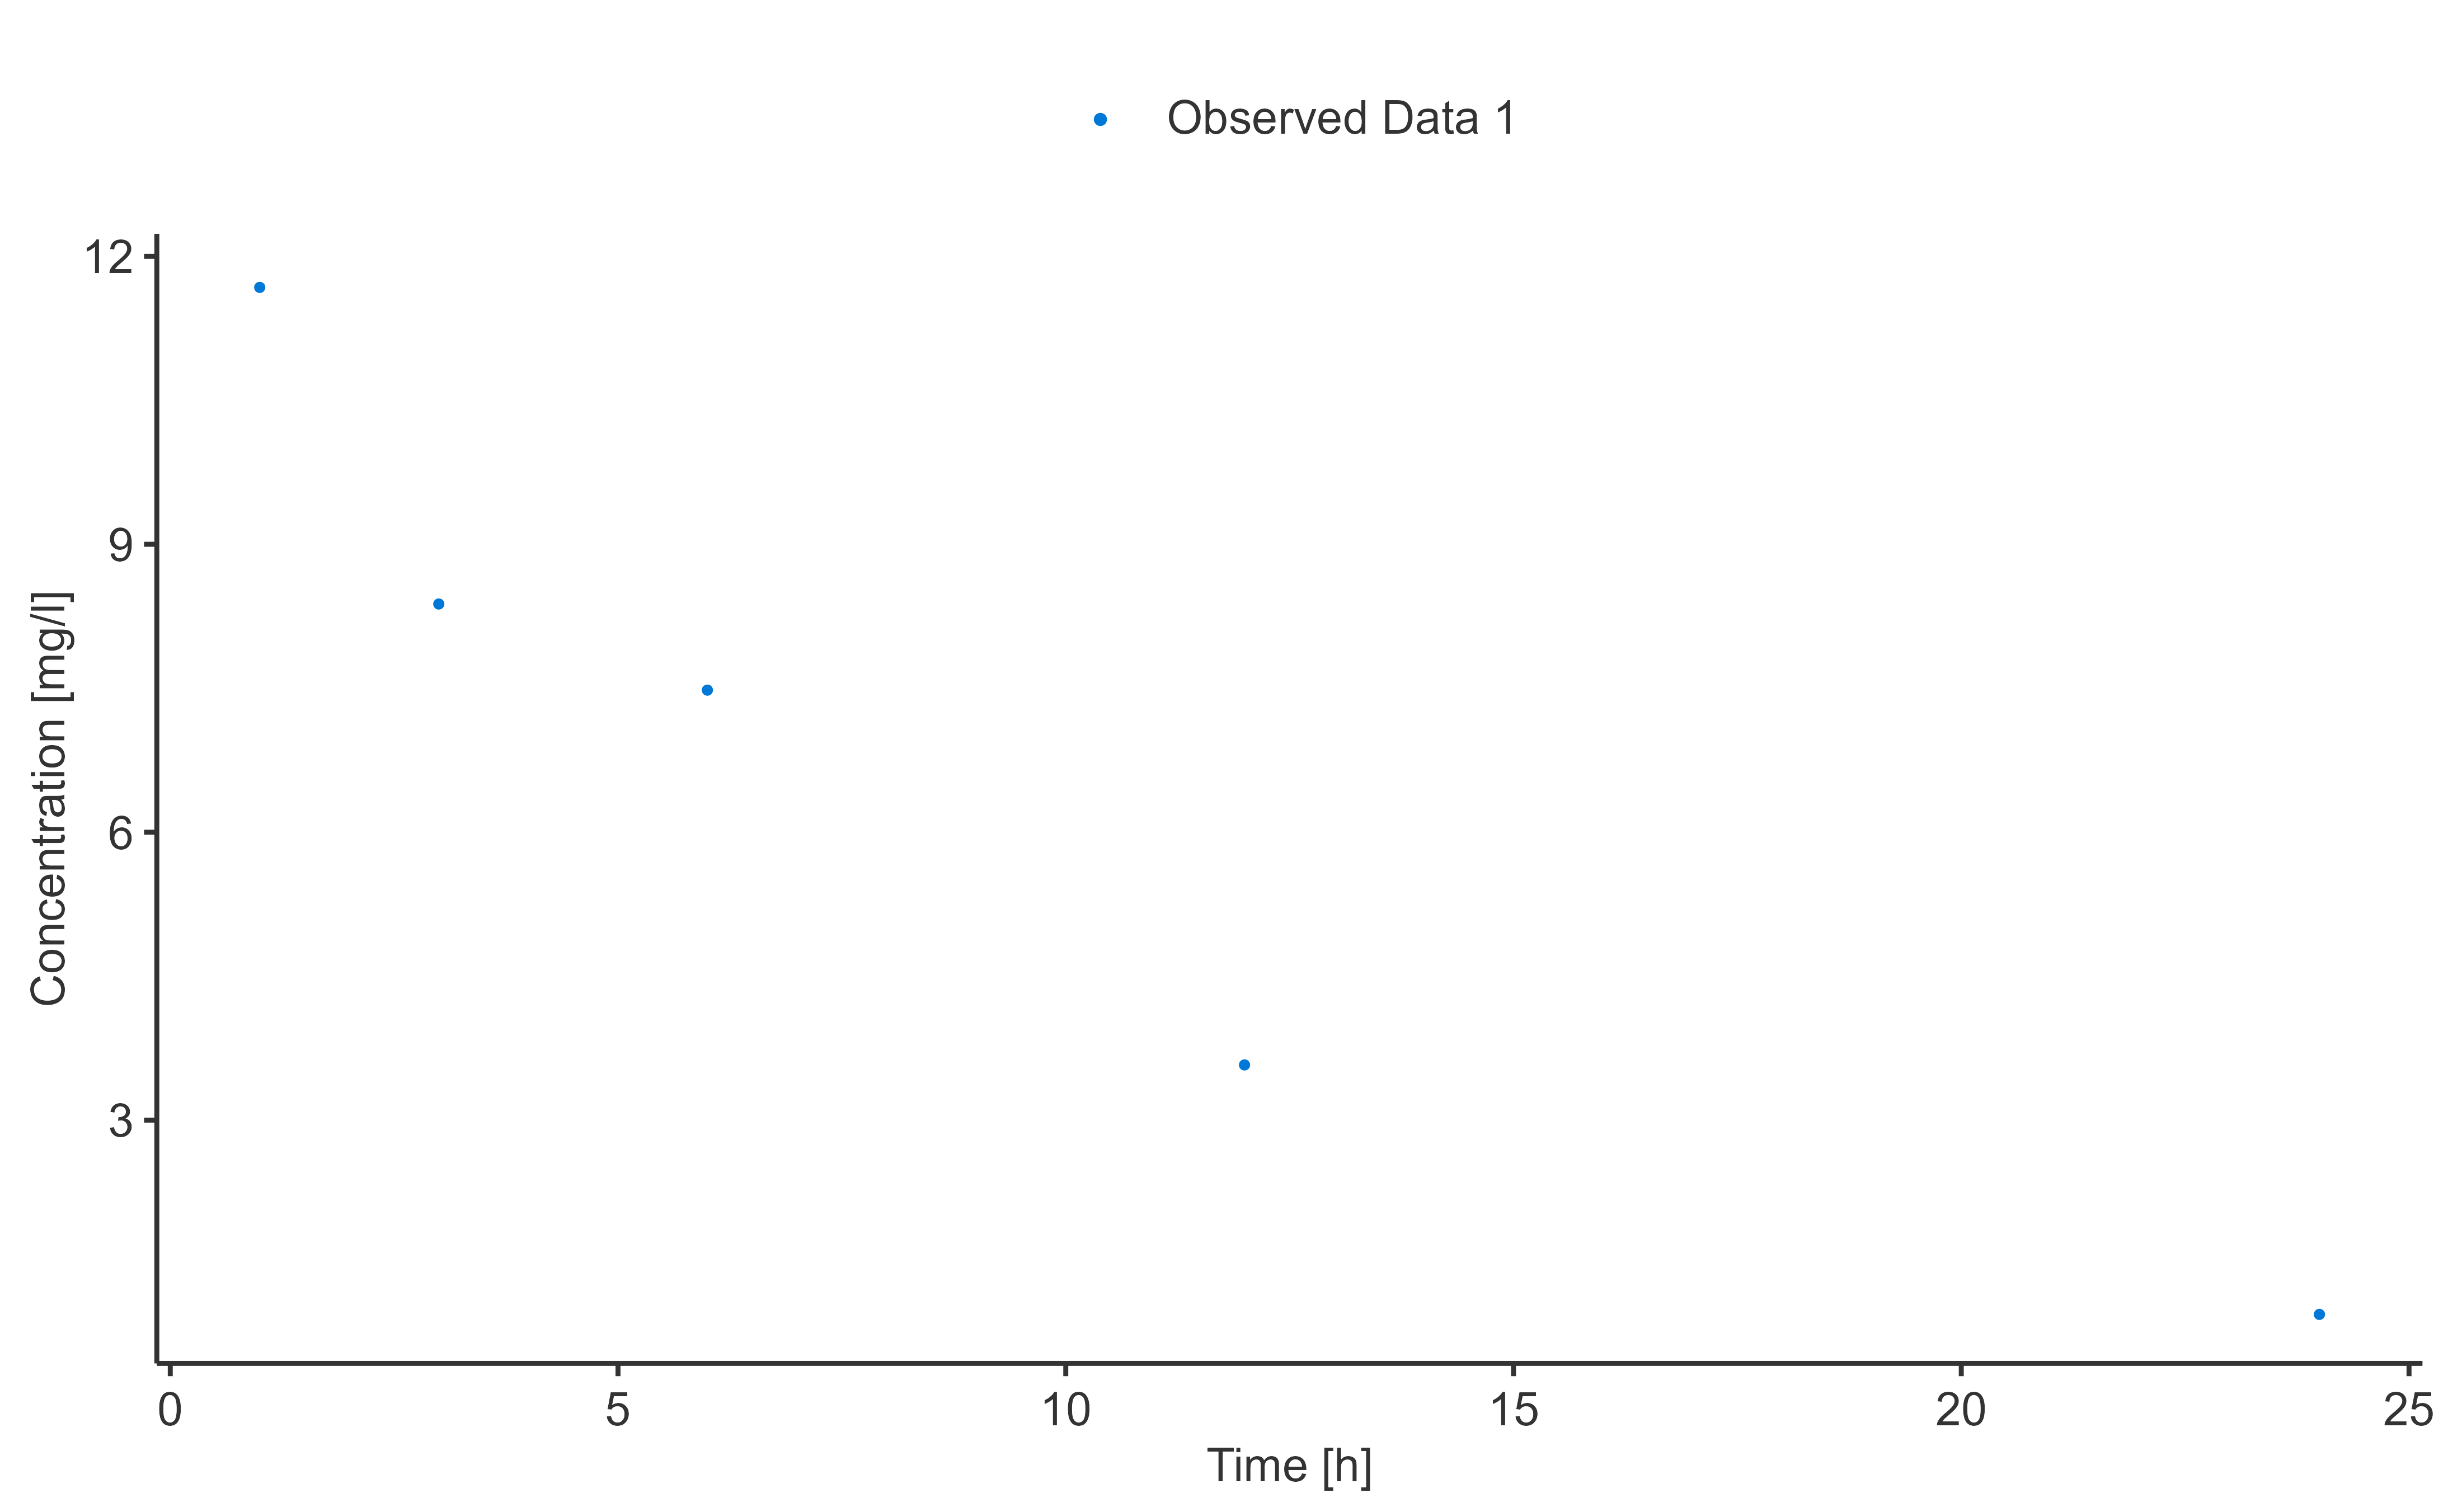 Observed Data 1
12
9
6
3
Concentration [mg/l]
0 5 10 15 20 25
Time [h]